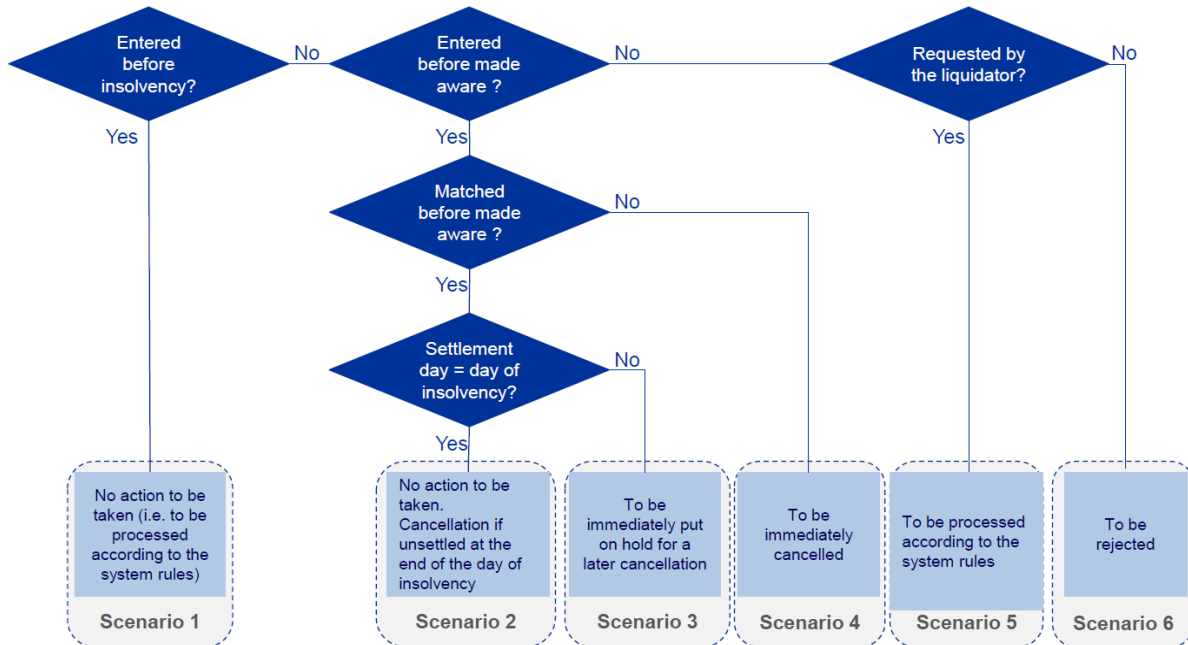 Entered
before
insolvency?
No
Entered
before made
aware ?
No
Requested by
the liquidator?
No
Yes
Yes
Yes
Matched
before made
aware ?
No
Yes
Settlement
day = day of
insolvency?
No
Yes
No action to be
taken (i.e. to be
processed
according to the
system rules)
Scenario 1
No action to be
taken.
Cancellation if
unsettled at the
end of the day of
insolvency
Scenario 2
To be
immediately put
on hold for a
later cancellation
Scenario 3
To be
immediately
cancelled
Scenario 4
To be processed
according to the
system rules
Scenario 5
To be
rejected
Scenario 6